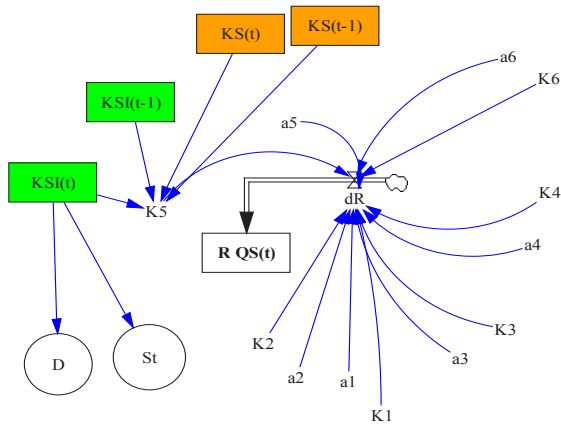 KS(t)
KS(t-1)
a6
KSI(t-1)
K6
a5
KSI(t)
K5
dR
K4
R QS(t)
a4
K2
K3
a3
D
St
a2
a1
K1